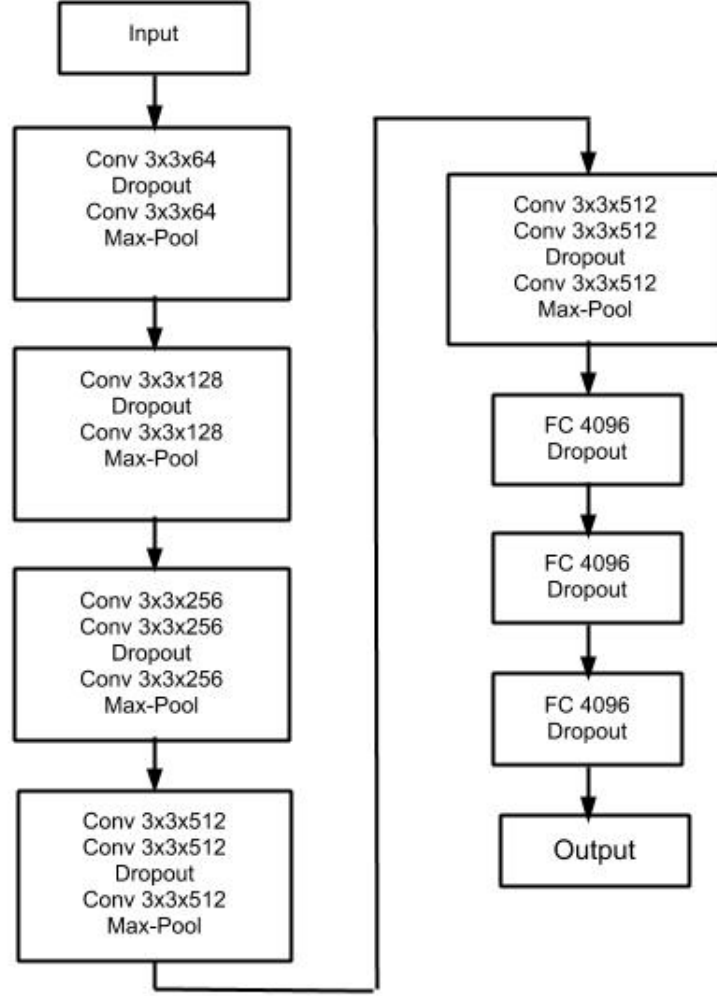 Input
Conv 3x3x64
Dropout
Conv 3x3x64
Max-Pool
Conv 3x3x128
Dropout
Conv 3x3x128
Max-Pool
Conv 3x3x256
Conv 3x3x256
Dropout
Conv 3x3x256
Max-Pool
Conv 3x3x512
Conv 3x3x512
Dropout
Conv 3x3x512
Max-Pool
Conv 3x3x512
Conv 3x3x512
Dropout
Conv 3x3x512
Max-Pool
FC 4096
Dropout
FC 4096
Dropout
FC 4096
Dropout
Output